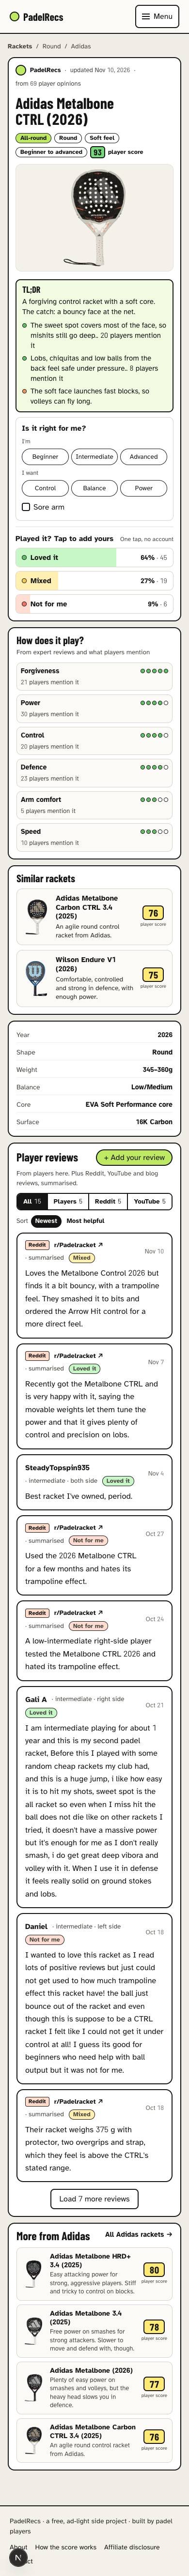 PadelRecs
Menu
Rackets / Round / Adidas
PadelRecs · updated Nov 10, 2026 ·
from 68 player opinions
Adidas Metalbone
CTRL (2026)
All-round
Round
Soft feel
Beginner to advanced
93 player score
TL;DR
A forgiving control racket with a soft core.
The catch: a bouncy face at the net.
The sweet spot covers most of the face, so
mishits still go deep.. 20 players mention
it
Lobs, chiquitas and low balls from the
back feel safe under pressure.. 8 players
mention it
The soft face launches fast blocks, so
volleys can fly long.
Is it right for me?
I'm
Beginner
Intermediate
Advanced
I want
Control
Balance
Power
Sore arm
Played it? Tap to add yours
One tap, no account
Loved it
64% · 45
Mixed
27% · 19
Not for me
9% · 6
How does it play?
From expert reviews and what players mention
Forgiveness
21 players mention it
Power
30 players mention it
Control
20 players mention it
Defence
23 players mention it
Arm comfort
5 players mention it
Speed
10 players mention it
Similar rackets
Adidas Metalbone
Carbon CTRL 3.4
(2025)
An agile round control
racket from Adidas.
76
player score
Wilson Endure V1
(2026)
Comfortable, controlled
and strong in defence, with
enough power.
75
player score
Year 2026
Shape Round
Weight 345–360g
Balance Low/Medium
Core EVA Soft Performance core
Surface 16K Carbon
Player reviews
+ Add your review
From players here. Plus Reddit, YouTube and blog
reviews, summarised.
All 15
Players 5
Reddit 5
YouTube 5
Sort Newest Most helpful
Reddit r/Padelracket ↗
Nov 10
· summarised Mixed
Loves the Metalbone Control 2026 but
finds it a bit bouncy, with a trampoline
feel. They smashed it to bits and
ordered the Arrow Hit control for a
more direct feel.
Reddit r/Padelracket ↗
Nov 7
· summarised Loved it
Recently got the Metalbone CTRL and
is very happy with it, saying the
movable weights let them tune the
power and that it gives plenty of
control and precision on lobs.
SteadyTopspin935
Nov 4
· intermediate · both side Loved it
Best racket I've owned, period.
Reddit r/Padelracket ↗
Oct 27
· summarised Not for me
Used the 2026 Metalbone CTRL
for a few months and hates its
trampoline effect.
Reddit r/Padelracket ↗
Oct 24
· summarised Not for me
A low-intermediate right-side player
tested the Metalbone CTRL 2026 and
hated its trampoline effect.
Gali A · intermediate · right side
Oct 21
Loved it
I am intermediate playing for about 1
year and this is my second padel
racket, Before this I played with some
random cheap rackets my club had,
and this is a huge jump, i like how easy
it is to hit my shots, sweet spot is the
all racket so even when I miss hit the
ball does not die like on other rackets I
tried, it doesn't have a massive power
but it's enough for me as I don't really
smash, i do get great deep vibora and
volley with it. When I use it in defense
it feels really solid on ground stokes
and lobs.
Daniel · intermediate · left side
Oct 18
Not for me
I wanted to love this racket as I read
lots of positive reviews but just could
not get used to how much trampoline
effect this racket have! the ball just
bounce out of the racket and even
though this is suppose to be a CTRL
racket I felt like I could not get it under
control at all! I guess its good for
beginners who need help with ball
output but it was not for me.
Reddit r/Padelracket ↗
Oct 18
· summarised Mixed
Their racket weighs 375 g with
protector, two overgrips and strap,
which they feel is above the CTRL's
stated range.
Load 7 more reviews
More from Adidas
All Adidas rackets →
Adidas Metalbone HRD+
3.4 (2025)
Easy attacking power for
strong, aggressive players. Stiff
and tricky to control on blocks.
80
player score
Adidas Metalbone 3.4
(2025)
Free power on smashes for
strong attackers. Slower to
move and defend with, though.
78
player score
Adidas Metalbone (2026)
Plenty of easy power on
smashes and volleys, but the
heavy head slows you in
defence.
77
player score
Adidas Metalbone Carbon
CTRL 3.4 (2025)
An agile round control racket
from Adidas.
76
player score
PadelRecs · a free, ad-light side project · built by padel
players
About How the score works Affiliate disclosure
N